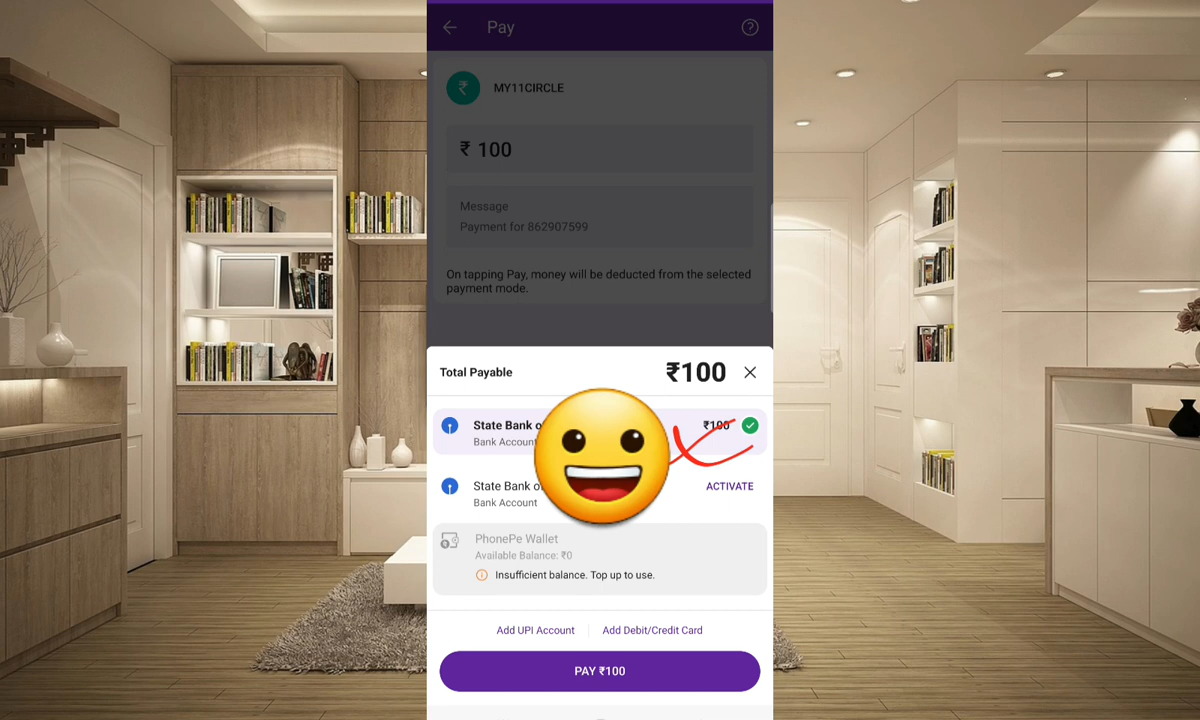 Pay
MY11CIRCLE
₹ 100
Message
Payment for 862907599
On tapping Pay, money will be deducted from the selected
payment mode.
Total Payable ₹100
State Bank o ₹100
Bank Account
State Bank o ACTIVATE
Bank Account
PhonePe Wallet
Available Balance: ₹0
Insufficient balance. Top up to use.
Add UPI Account Add Debit/Credit Card
PAY ₹100